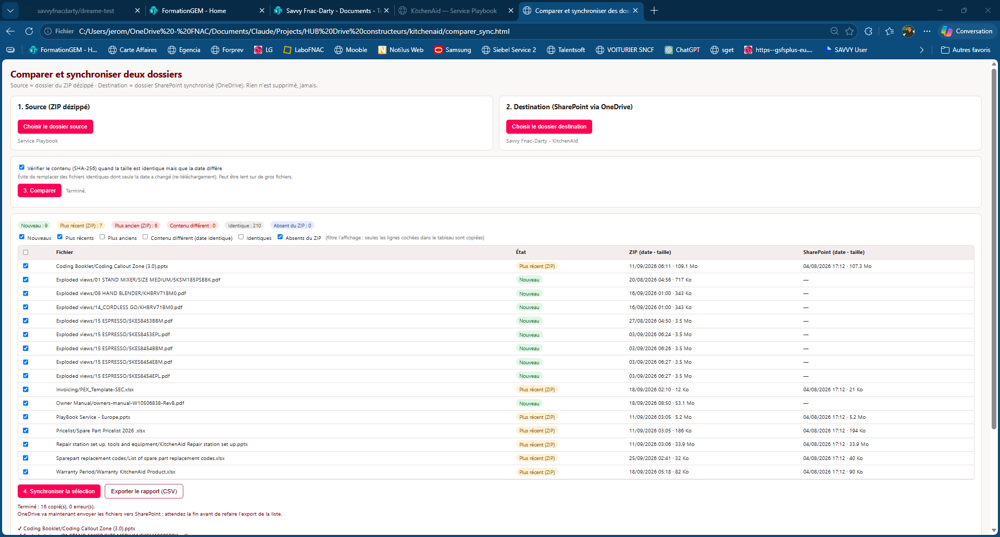 savvyfnacdarty/dreame-test
FormationGEM - Home
Savvy Fnac-Darty - Documents - T
KitchenAid — Service Playbook
Comparer et synchroniser des dos
Fichier
C:/Users/jerom/OneDrive%20-%20FNAC/Documents/Claude/Projects/HUB%20Drive%20constructeurs/kitchenaid/comparer_sync.html
Conversation
FormationGEM - H...
Carte Affaires
Egencia
Forprev
LG
LaboFNAC
Mooble
Notilus Web
Samsung
Siebel Service 2
Talentsoft
VOITURIER SNCF
ChatGPT
sget
https--gsfsplus-eu....
SAVVY User
Autres favoris
Comparer et synchroniser deux dossiers
Source = dossier du ZIP dézippé · Destination = dossier SharePoint synchronisé (OneDrive). Rien n'est supprimé, jamais.
1. Source (ZIP dézippé)
Choisir le dossier source
Service Playbook
2. Destination (SharePoint via OneDrive)
Choisir le dossier destination
Savvy Fnac-Darty - KitchenAid
Vérifier le contenu (SHA-256) quand la taille est identique mais que la date diffère
Évite de remplacer des fichiers identiques dont seule la date a changé (re-téléchargement). Peut être lent sur de gros fichiers.
3. Comparer Terminé.
Nouveau : 9 Plus récent (ZIP) : 7 Plus ancien (ZIP) : 6 Contenu différent : 0 Identique : 210 Absent du ZIP : 0
Nouveaux Plus récents Plus anciens Contenu différent (date identique) Identiques Absents du ZIP (filtre l'affichage ; seules les lignes cochées dans le tableau sont copiées)
Fichier État ZIP (date · taille) SharePoint (date · taille)
Coding Booklet/Coding Callout Zone (3.0).pptx Plus récent (ZIP) 11/09/2026 06:11 · 109.1 Mo 04/08/2026 17:12 · 107.3 Mo
Exploded views/01 STAND MIXER/SIZE MEDIUM/5KSM185PSBBK.pdf Nouveau 20/08/2026 04:56 · 717 Ko —
Exploded views/08 HAND BLENDER/KHBRV71BM0.pdf Nouveau 16/09/2026 01:00 · 343 Ko —
Exploded views/14_CORDLESS GO/KHBRV71BM0.pdf Nouveau 16/09/2026 01:00 · 343 Ko —
Exploded views/15 ESPRESSO/5KES8453BBM.pdf Nouveau 27/08/2026 04:50 · 3.5 Mo —
Exploded views/15 ESPRESSO/5KES8453EPL.pdf Nouveau 03/09/2026 06:24 · 3.5 Mo —
Exploded views/15 ESPRESSO/5KES8454BBM.pdf Nouveau 03/09/2026 06:26 · 3.5 Mo —
Exploded views/15 ESPRESSO/5KES8454EBM.pdf Nouveau 03/09/2026 06:27 · 3.5 Mo —
Exploded views/15 ESPRESSO/5KES8454EPL.pdf Nouveau 03/09/2026 06:27 · 3.5 Mo —
Invoicing/PEX_Template-SEC.xlsx Plus récent (ZIP) 18/09/2026 02:10 · 12 Ko 04/08/2026 17:12 · 21 Ko
Owner Manual/owners-manual-W10506838-RevB.pdf Nouveau 18/09/2026 08:50 · 53.1 Mo —
PlayBook Service - Europe.pptx Plus récent (ZIP) 11/09/2026 03:05 · 5.2 Mo 04/08/2026 17:12 · 5.2 Mo
Pricelist/Spare Part Pricelist 2026 .xlsx Plus récent (ZIP) 11/09/2026 03:05 · 186 Ko 04/08/2026 17:12 · 194 Ko
Repair station set up, tools and equipment/KitchenAid Repair station set up.pptx Plus récent (ZIP) 11/09/2026 03:06 · 33.9 Mo 04/08/2026 17:12 · 33.9 Mo
Sparepart replacement codes/List of spare part replacement codes.xlsx Plus récent (ZIP) 25/09/2026 02:41 · 32 Ko 04/08/2026 17:12 · 40 Ko
Warranty Period/Warranty KitchenAid Product.xlsx Plus récent (ZIP) 18/09/2026 05:18 · 82 Ko 04/08/2026 17:12 · 90 Ko
4. Synchroniser la sélection Exporter le rapport (CSV)
Terminé : 16 copié(s), 0 erreur(s).
OneDrive va maintenant envoyer les fichiers vers SharePoint ; attendez la fin avant de refaire l'export de la liste.
✓ Coding Booklet/Coding Callout Zone (3.0).pptx